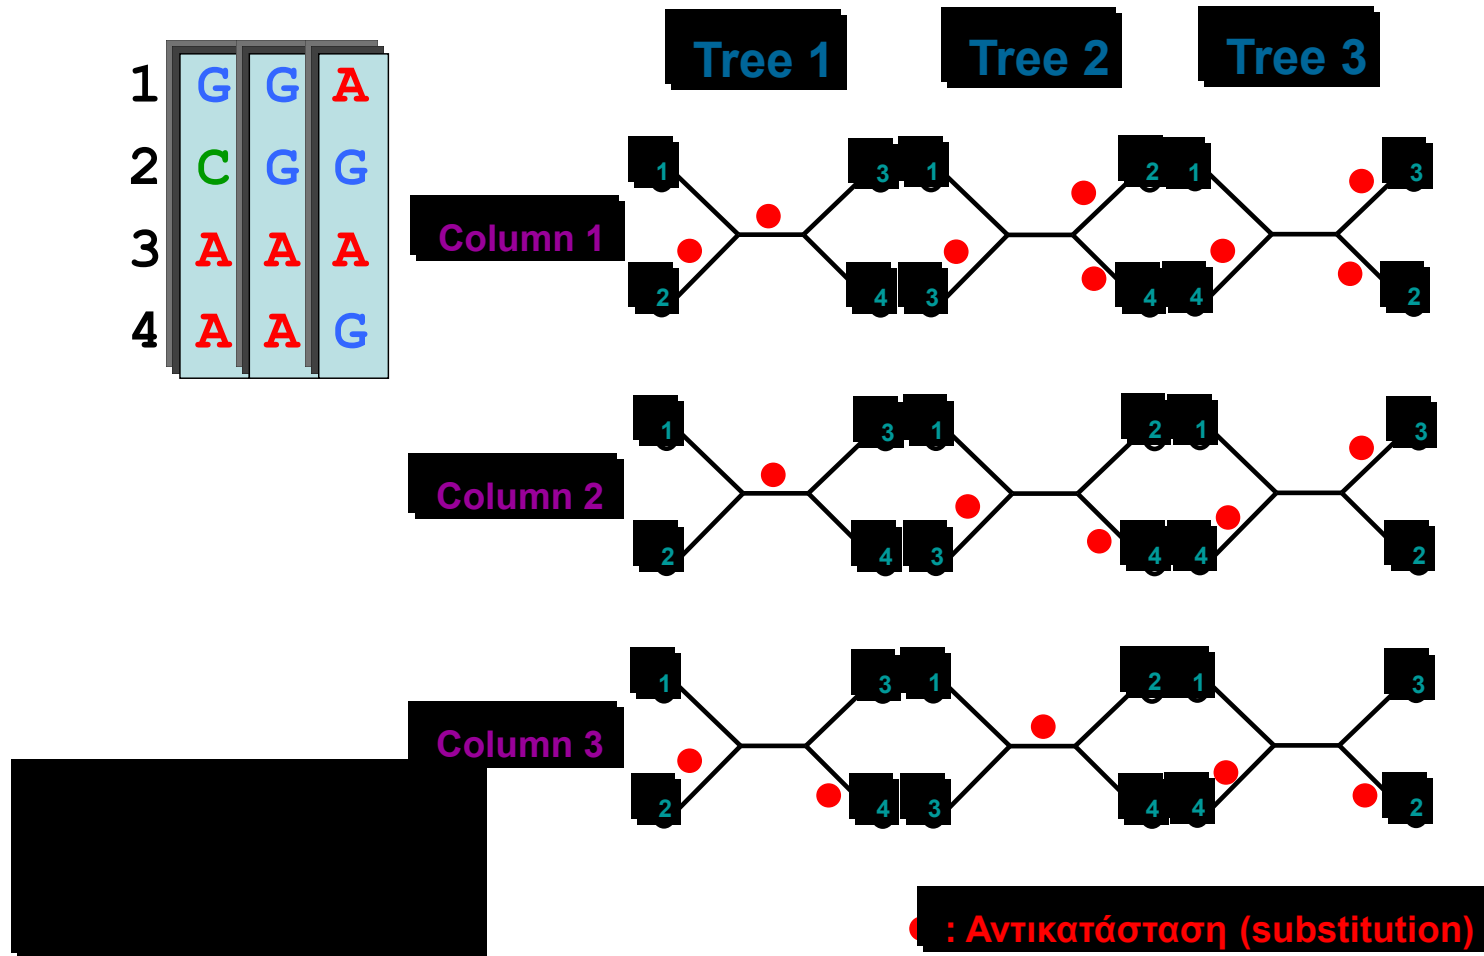 Tree 1 Tree 2 Tree 3
1 G G A
2 C G G
3 A A A
4 A A G
1 3 1 2 1 3
Column 1
2 4 3 4 4 2
1 3 1 2 1 3
Column 2
2 4 3 4 4 2
1 3 1 2 1 3
Column 3
2 4 3 4 4 2
: Αντικατάσταση (substitution)